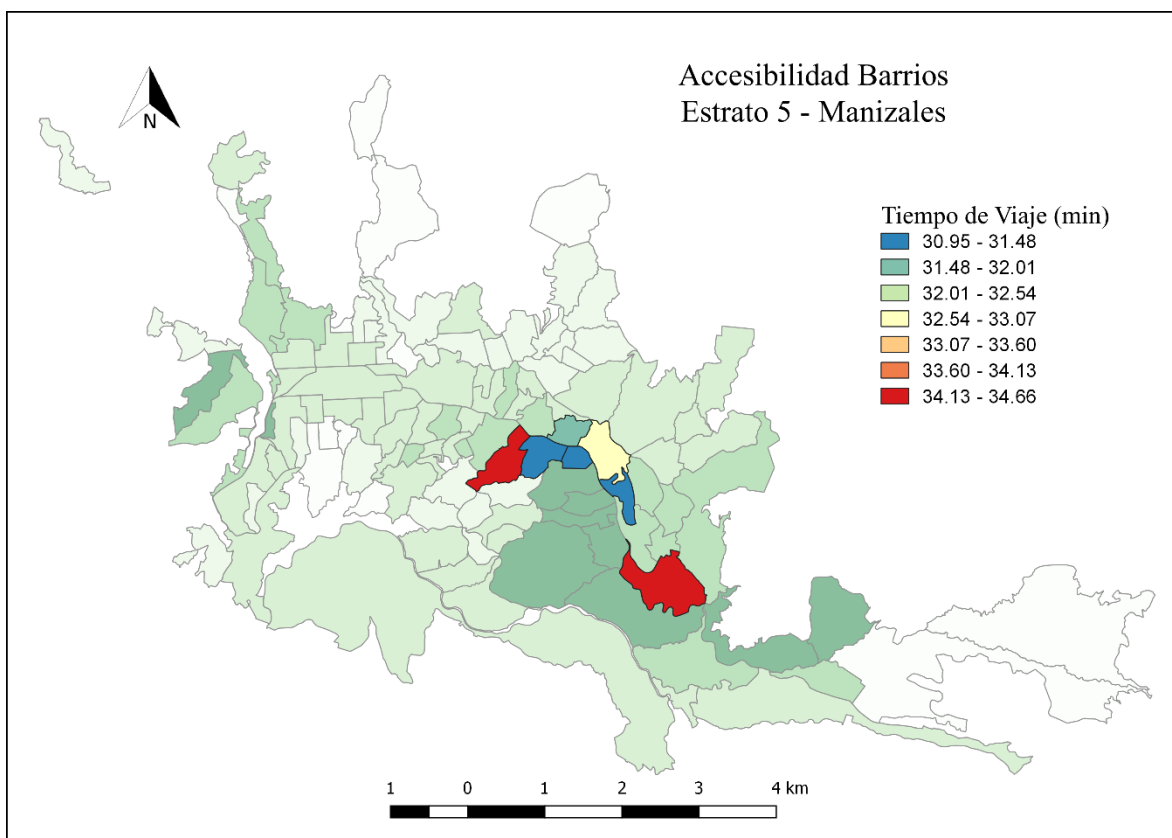 Accesibilidad Barrios
Estrato 5 - Manizales
N
Tiempo de Viaje (min)
30.95 - 31.48
31.48 - 32.01
32.01 - 32.54
32.54 - 33.07
33.07 - 33.60
33.60 - 34.13
34.13 - 34.66
1 0 1 2 3 4 km